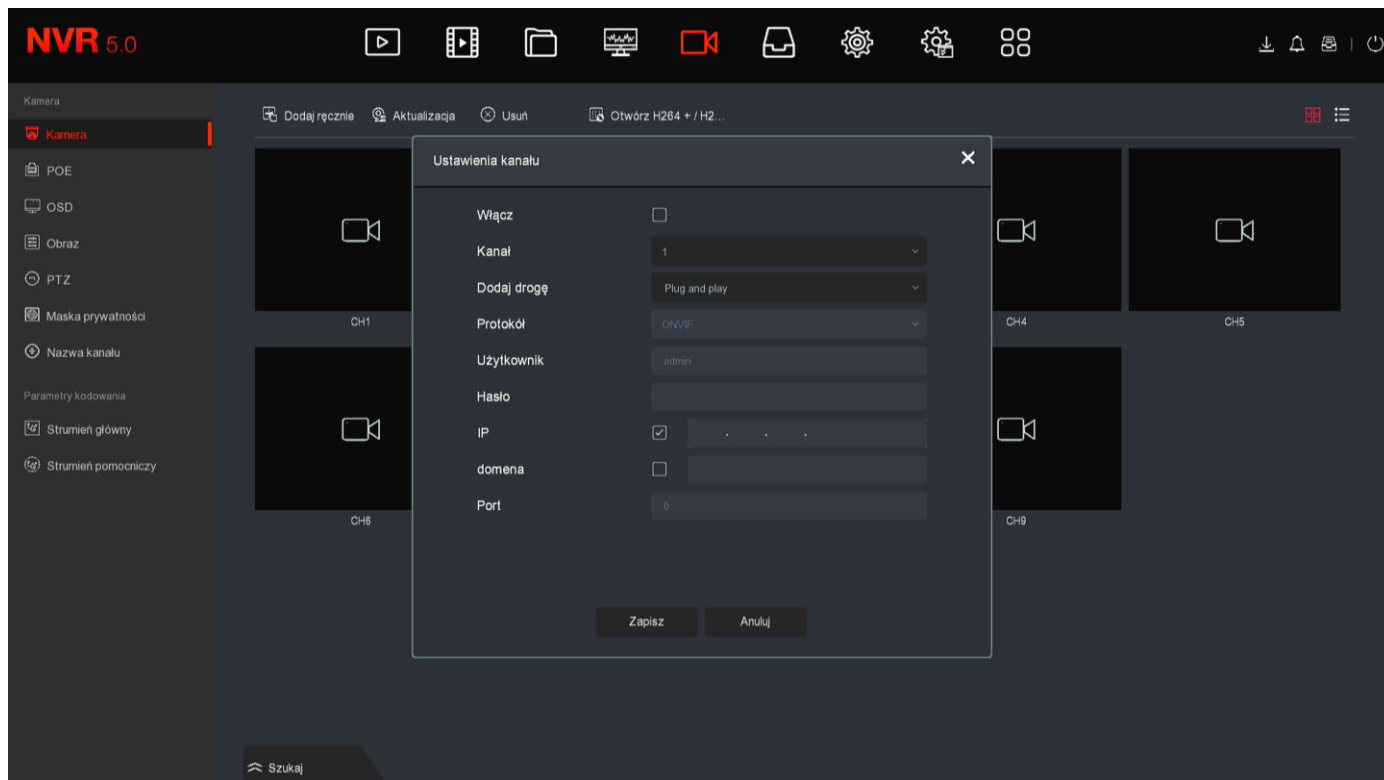 NVR 5.0
Kamera
Kamera
POE
OSD
Obraz
PTZ
Maska prywatności
Nazwa kanału
Parametry kodowania
Strumień główny
Strumień pomocniczy
Dodaj ręcznie Aktualizacja Usuń Otwórz H264 + / H2...
Ustawienia kanału
Włącz
Kanał 1
Dodaj drogę Plug and play
Protokół ONVIF
Użytkownik admin
Hasło
IP . . .
domena
Port 0
Zapisz Anuluj
CH1 CH4 CH5
CH6 CH9
Szukaj